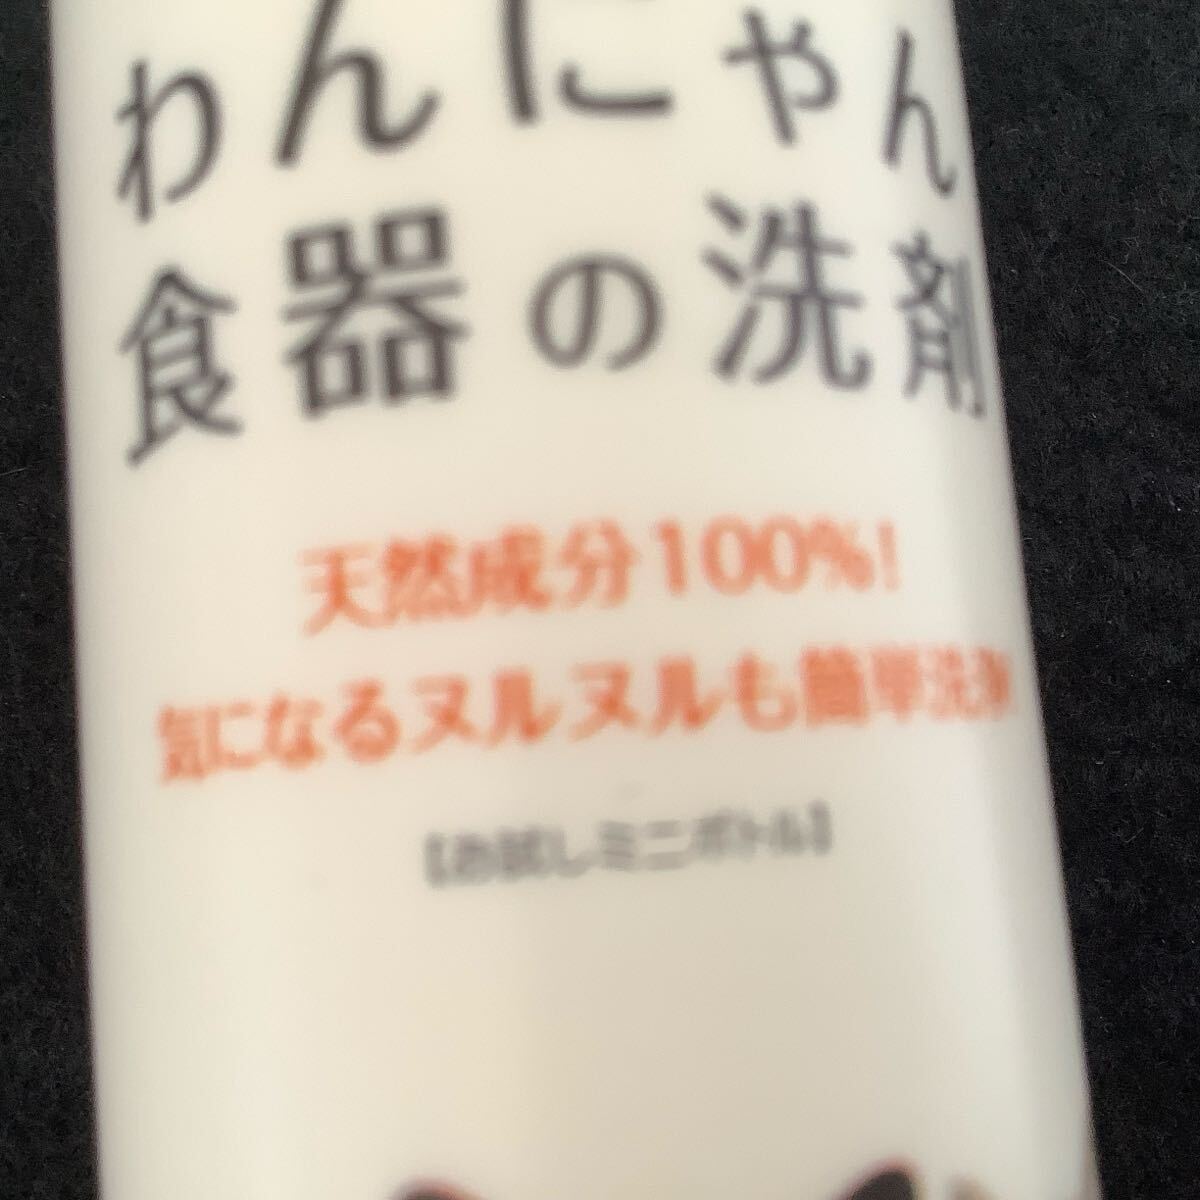 わんにゃん
食器の洗剤
天然成分100%!
気になるヌルヌルも簡単洗浄
【お試しミニボトル】